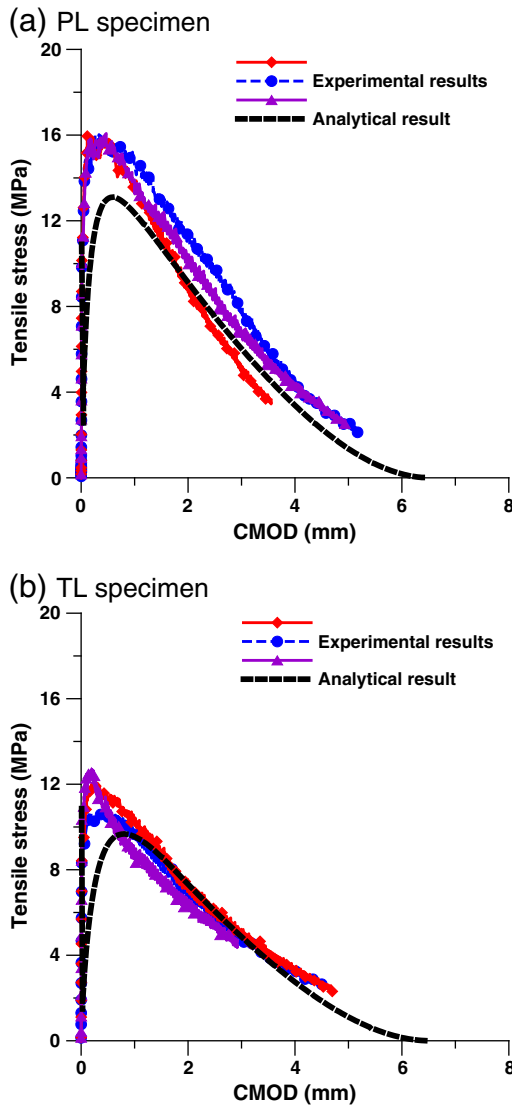 (a) PL specimen
20
16
12
8
4
0
Tensile stress (MPa)
Experimental results
Analytical result
0 2 4 6 8
CMOD (mm)
(b) TL specimen
20
16
12
8
4
0
Tensile stress (MPa)
Experimental results
Analytical result
0 2 4 6 8
CMOD (mm)